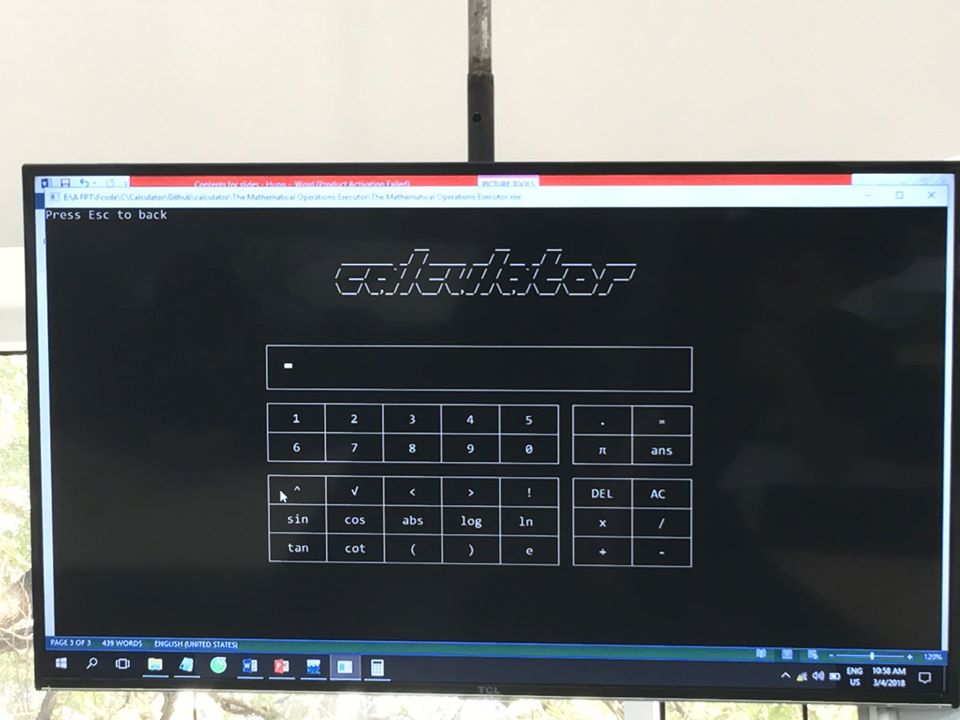 Contents for slides - Hung - Word (Product Activation Failed)
PICTURE TOOLS
E:\A FPT\Fcode\C\Calculator\Github\calculator\The Mathematical Operations Executor\The Mathematical Operations Executor.exe
Press Esc to back
calculator
1 2 3 4 5 . =
6 7 8 9 0 π ans
^ √ < > ! DEL AC
sin cos abs log ln x /
tan cot ( ) e + -
PAGE 3 OF 3 439 WORDS ENGLISH (UNITED STATES) 120%
ENG 10:58 AM
US 3/4/2018
TCL